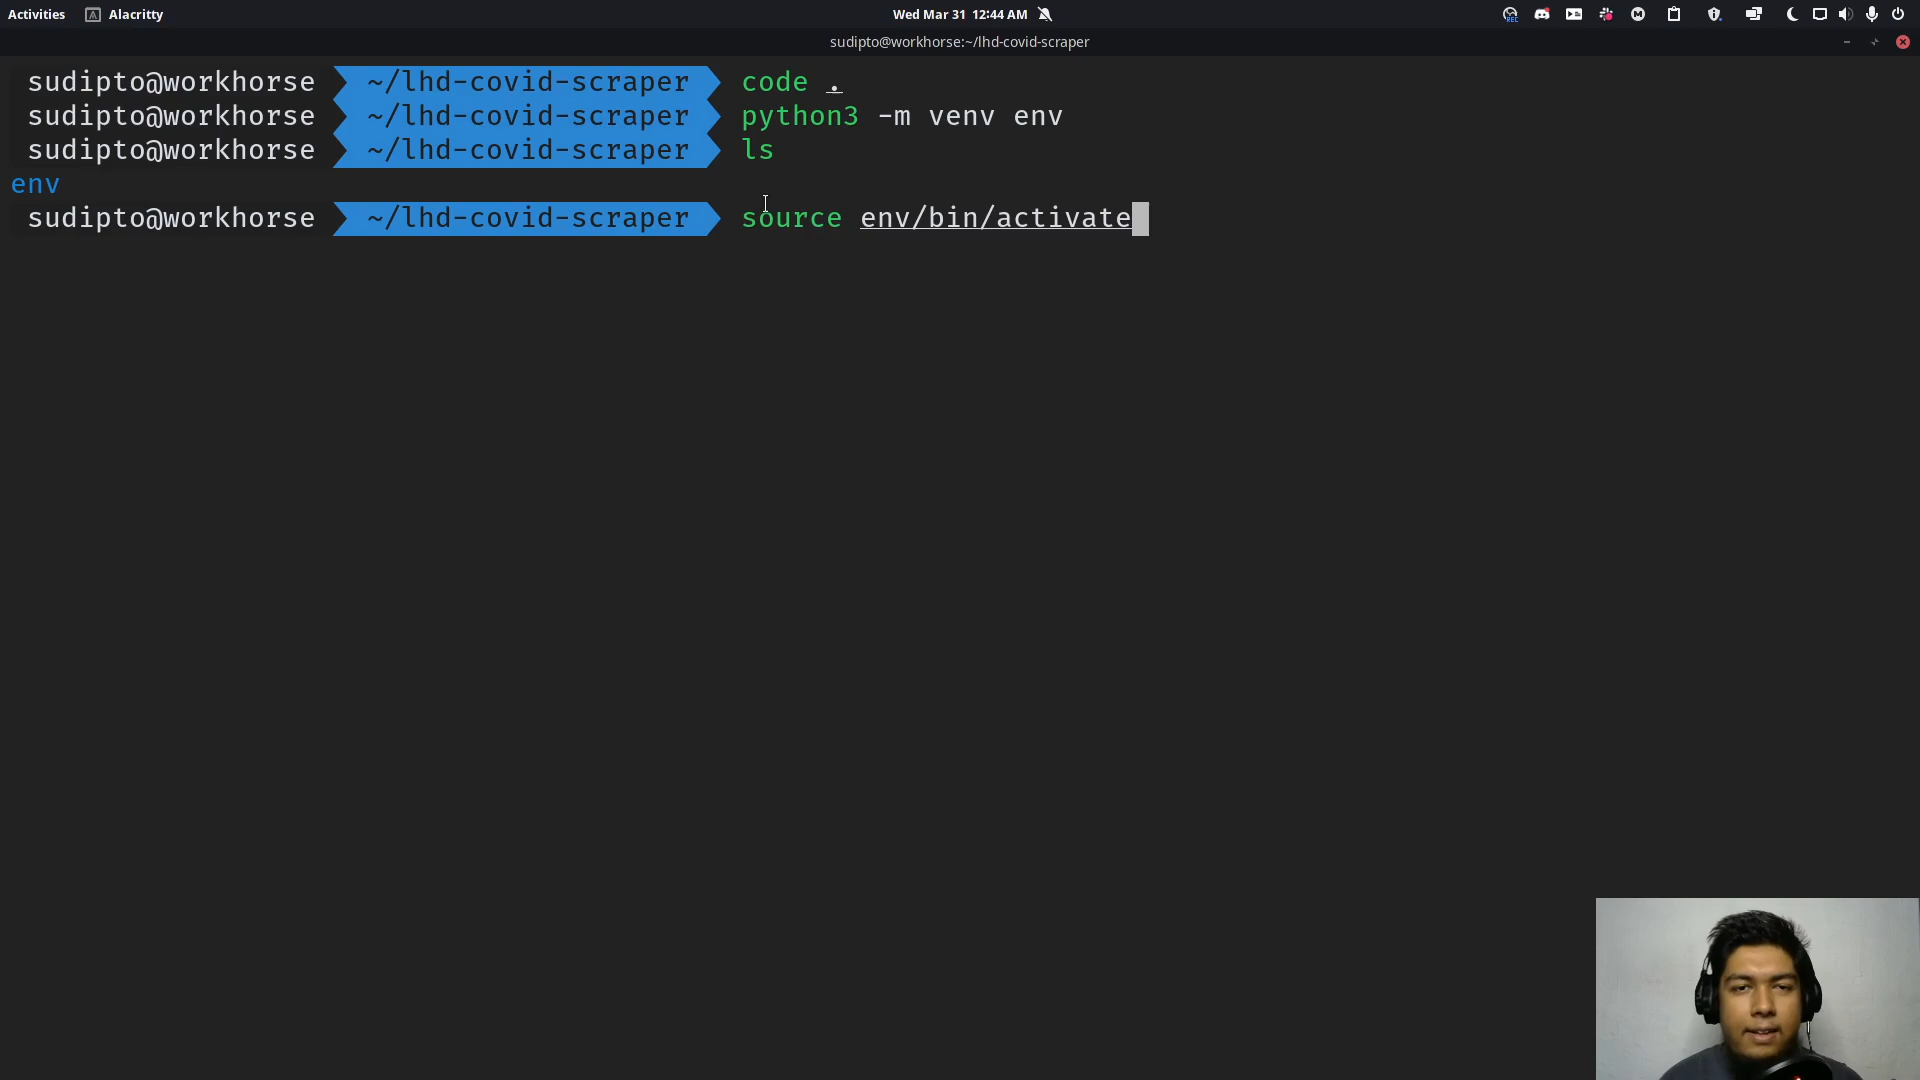 Activities Alacritty Wed Mar 31 12:44 AM
sudipto@workhorse:~/lhd-covid-scraper
sudipto@workhorse ~/lhd-covid-scraper code .
sudipto@workhorse ~/lhd-covid-scraper python3 -m venv env
sudipto@workhorse ~/lhd-covid-scraper ls
env
sudipto@workhorse ~/lhd-covid-scraper source env/bin/activate